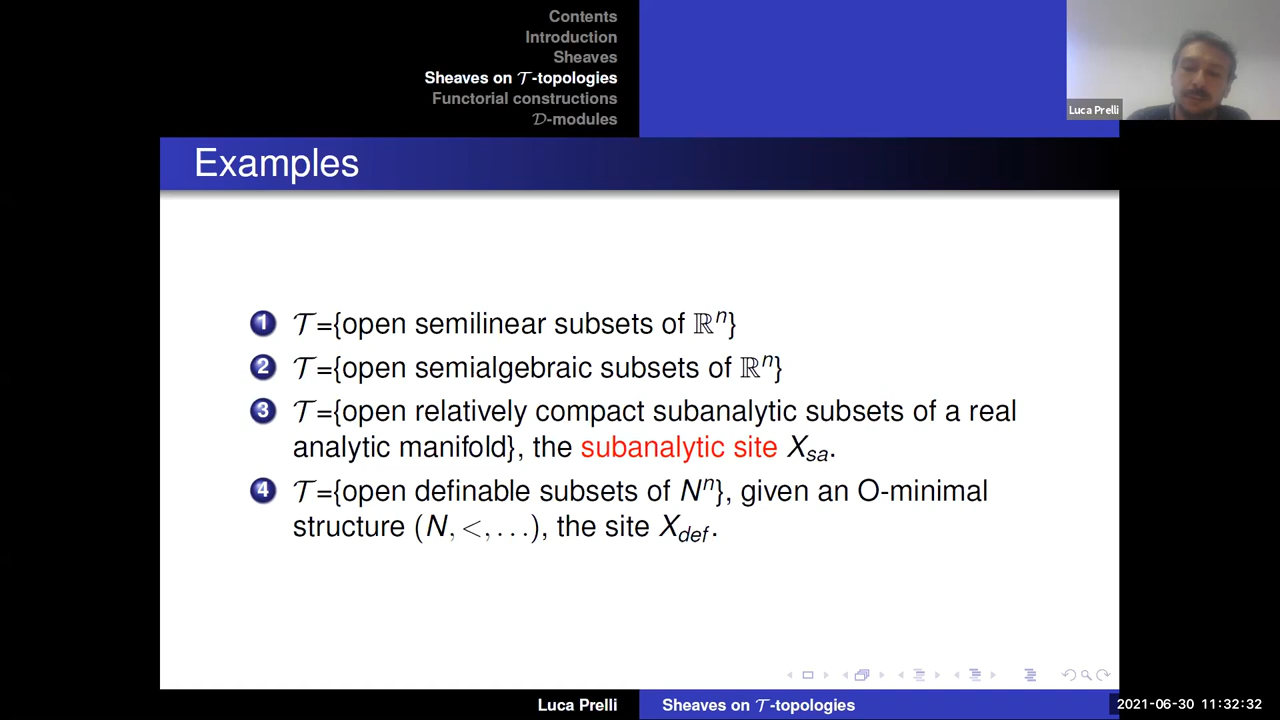 Contents
Introduction
Sheaves
Sheaves on 𝒯-topologies
Functorial constructions
𝒟-modules
Luca Prelli
Examples
1 𝒯={open semilinear subsets of ℝⁿ}
2 𝒯={open semialgebraic subsets of ℝⁿ}
3 𝒯={open relatively compact subanalytic subsets of a real
analytic manifold}, the subanalytic site X_sa.
4 𝒯={open definable subsets of Nⁿ}, given an O-minimal
structure (N, <, …), the site X_def.
Luca Prelli
Sheaves on 𝒯-topologies
2021-06-30 11:32:32